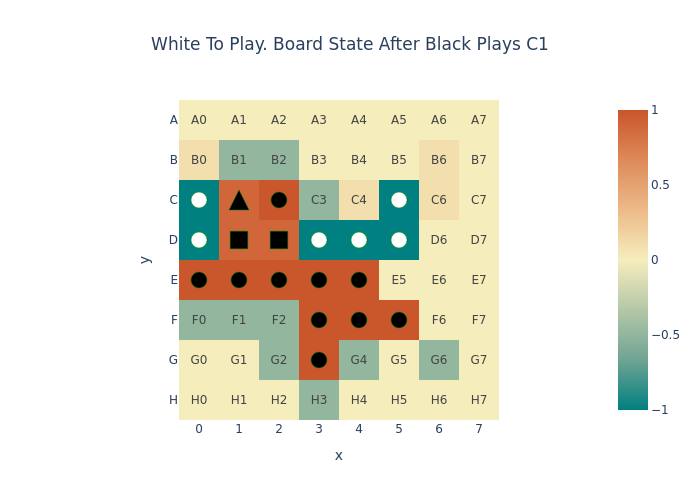 White To Play. Board State After Black Plays C1
A A0 A1 A2 A3 A4 A5 A6 A7
B B0 B1 B2 B3 B4 B5 B6 B7
C C3 C4 C6 C7
D D6 D7
E E5 E6 E7
F F0 F1 F2 F6 F7
G G0 G1 G2 G4 G5 G6 G7
H H0 H1 H2 H3 H4 H5 H6 H7
0 1 2 3 4 5 6 7
x
y
1
0.5
0
−0.5
−1